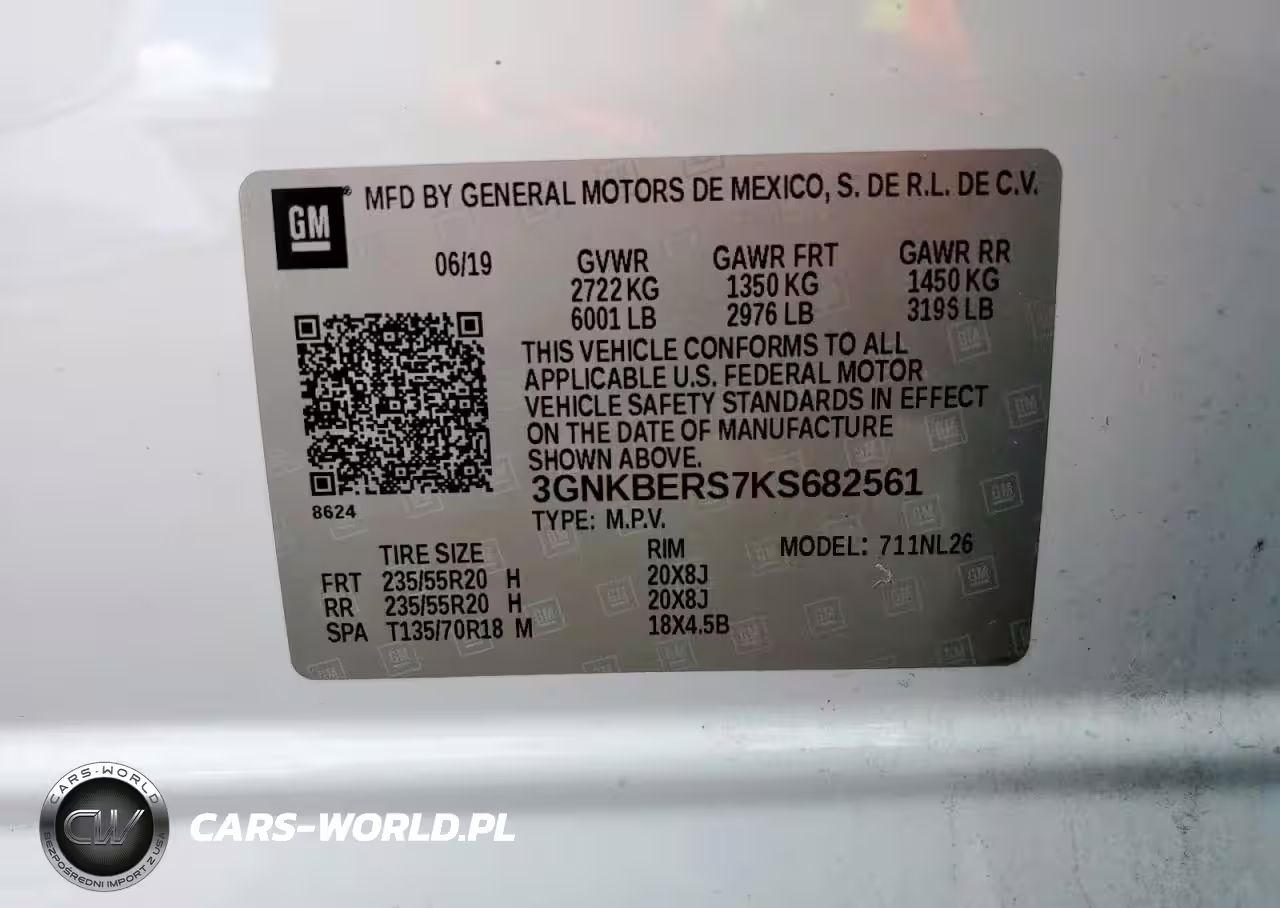 GM® MFD BY GENERAL MOTORS DE MEXICO, S. DE R.L. DE C.V.
06/19 GVWR GAWR FRT GAWR RR
2722 KG 1350 KG 1450 KG
6001 LB 2976 LB 3196 LB
THIS VEHICLE CONFORMS TO ALL
APPLICABLE U.S. FEDERAL MOTOR
VEHICLE SAFETY STANDARDS IN EFFECT
ON THE DATE OF MANUFACTURE
SHOWN ABOVE.
3GNKBERS7KS682561
8624
TYPE: M.P.V.
TIRE SIZE RIM MODEL: 711NL26
FRT 235/55R20 H 20X8J
RR 235/55R20 H 20X8J
SPA T135/70R18 M 18X4.5B
CARS-WORLD
CW
BEZPOŚREDNI IMPORT Z USA
CARS-WORLD.PL